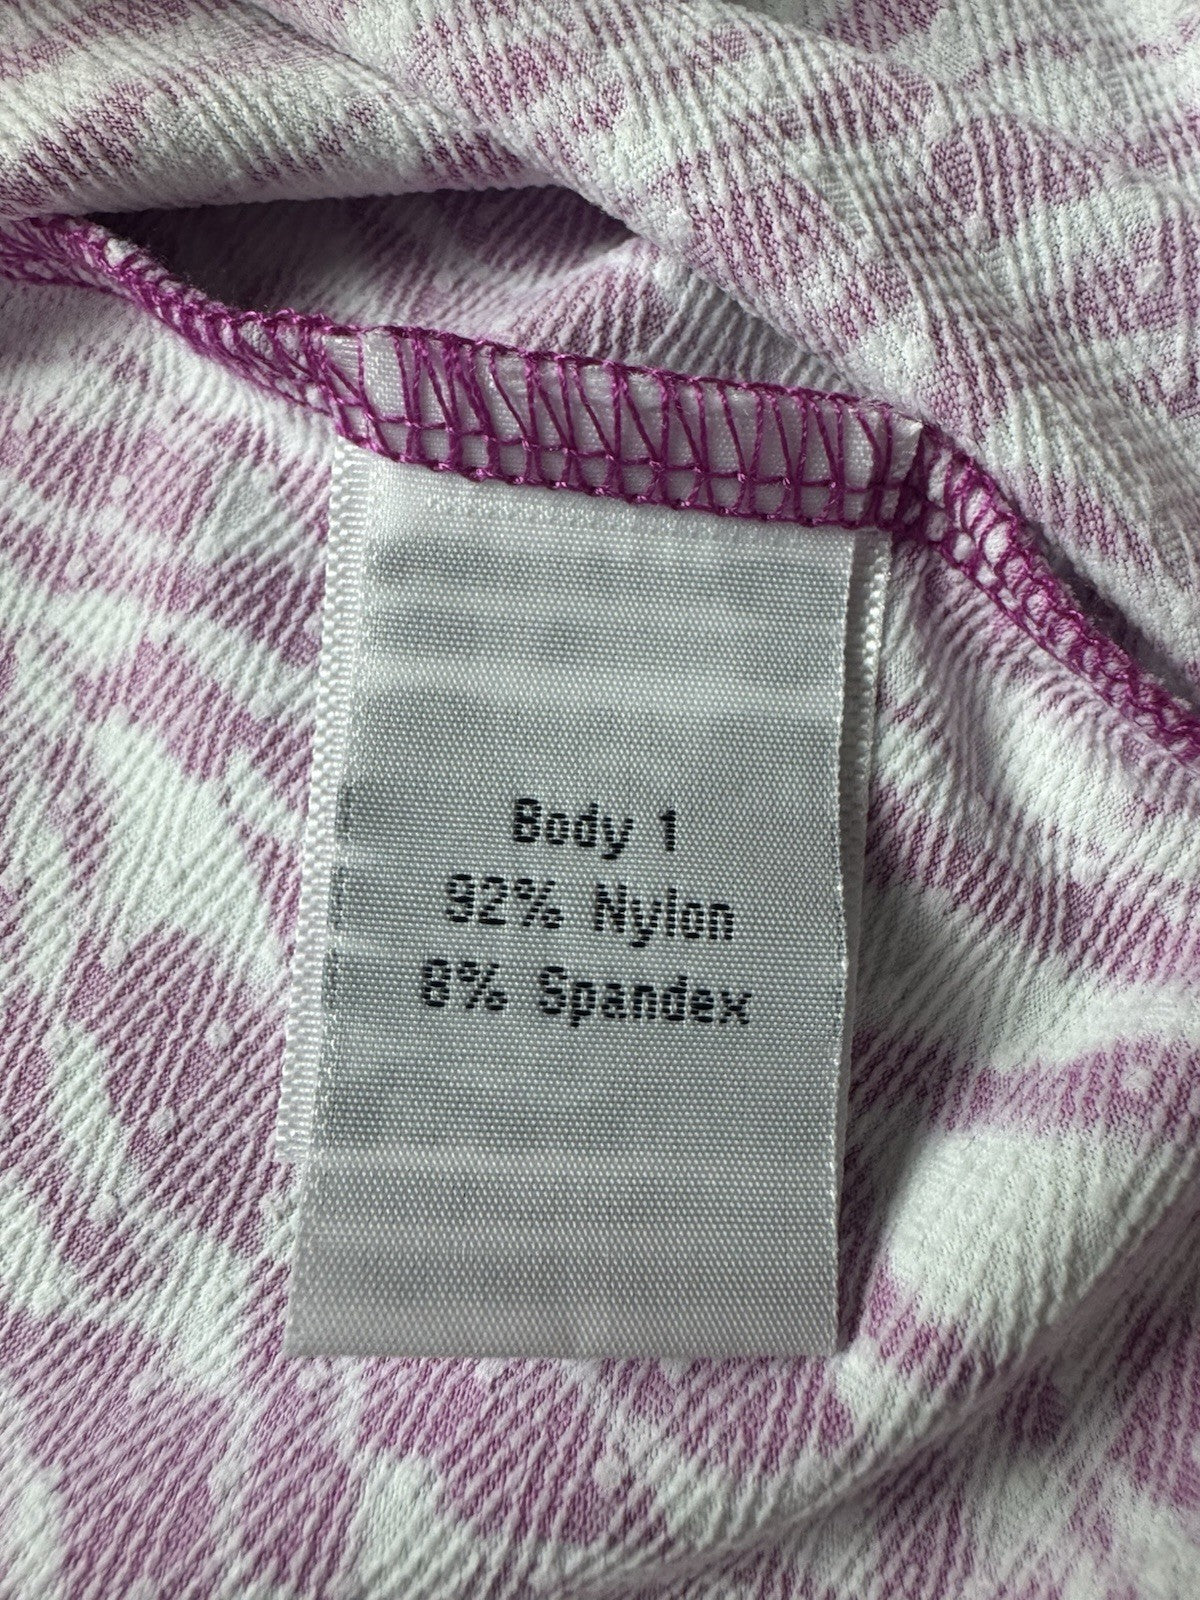 Body 1
92% Nylon
8% Spandex